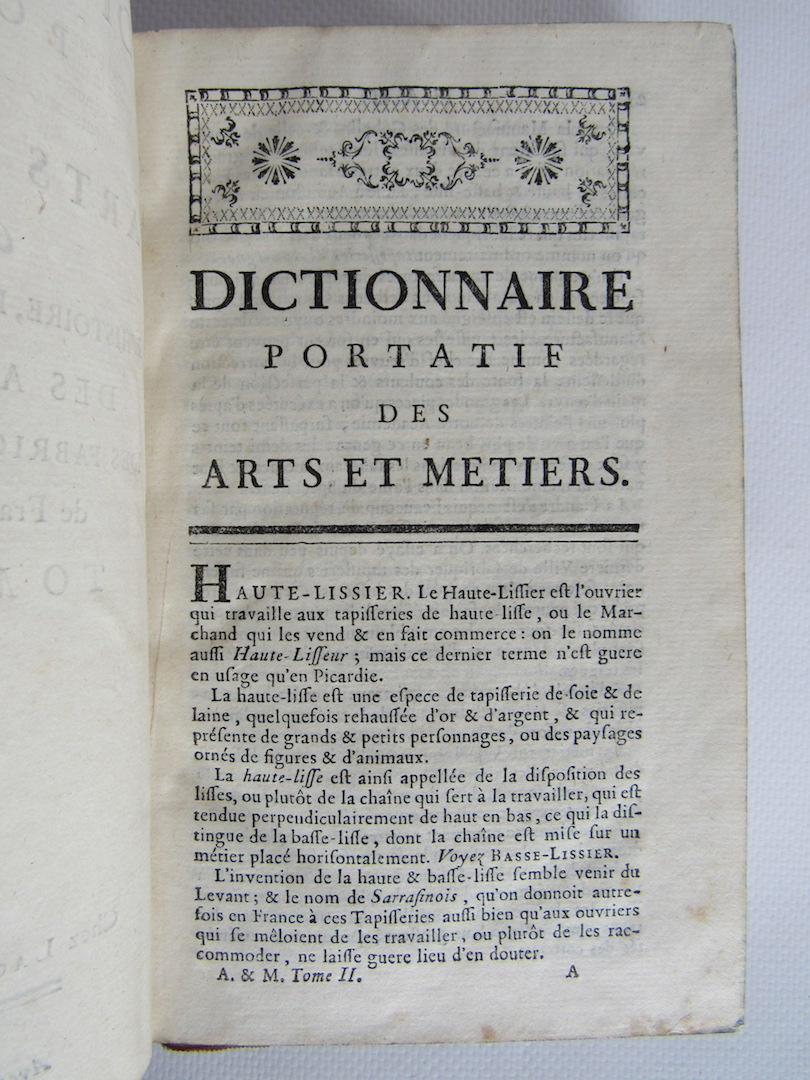 DICTIONNAIRE
PORTATIF
DES
ARTS ET METIERS.
HAUTE-LISSIER. Le Haute-Liſſier eſt l'ouvrier
qui travaille aux tapiſſeries de haute-liſſe, ou le Mar-
chand qui les vend & en fait commerce : on le nomme
auſſi Haute-Liſſeur ; mais ce dernier terme n'eſt guere
en uſage qu'en Picardie.
La haute-liſſe eſt une eſpece de tapiſſerie de ſoie & de
laine, quelquefois rehauſſée d'or & d'argent, & qui re-
préſente de grands & petits perſonnages, ou des payſages
ornés de figures & d'animaux.
La haute-liſſe eſt ainſi appellée de la diſpoſition des
liſſes, ou plutôt de la chaîne qui ſert à la travailler, qui eſt
tendue perpendiculairement de haut en bas, ce qui la diſ-
tingue de la baſſe-liſſe, dont la chaîne eſt miſe ſur un
métier placé horiſontalement. Voyez BASSE-LISSIER.
L'invention de la haute & baſſe-liſſe ſemble venir du
Levant ; & le nom de Sarraſinois, qu'on donnoit autre-
fois en France à ces Tapiſſeries auſſi bien qu'aux ouvriers
qui ſe mêloient de les travailler, ou plutôt de les rac-
commoder, ne laiſſe guere lieu d'en douter.
A. & M. Tome II. A